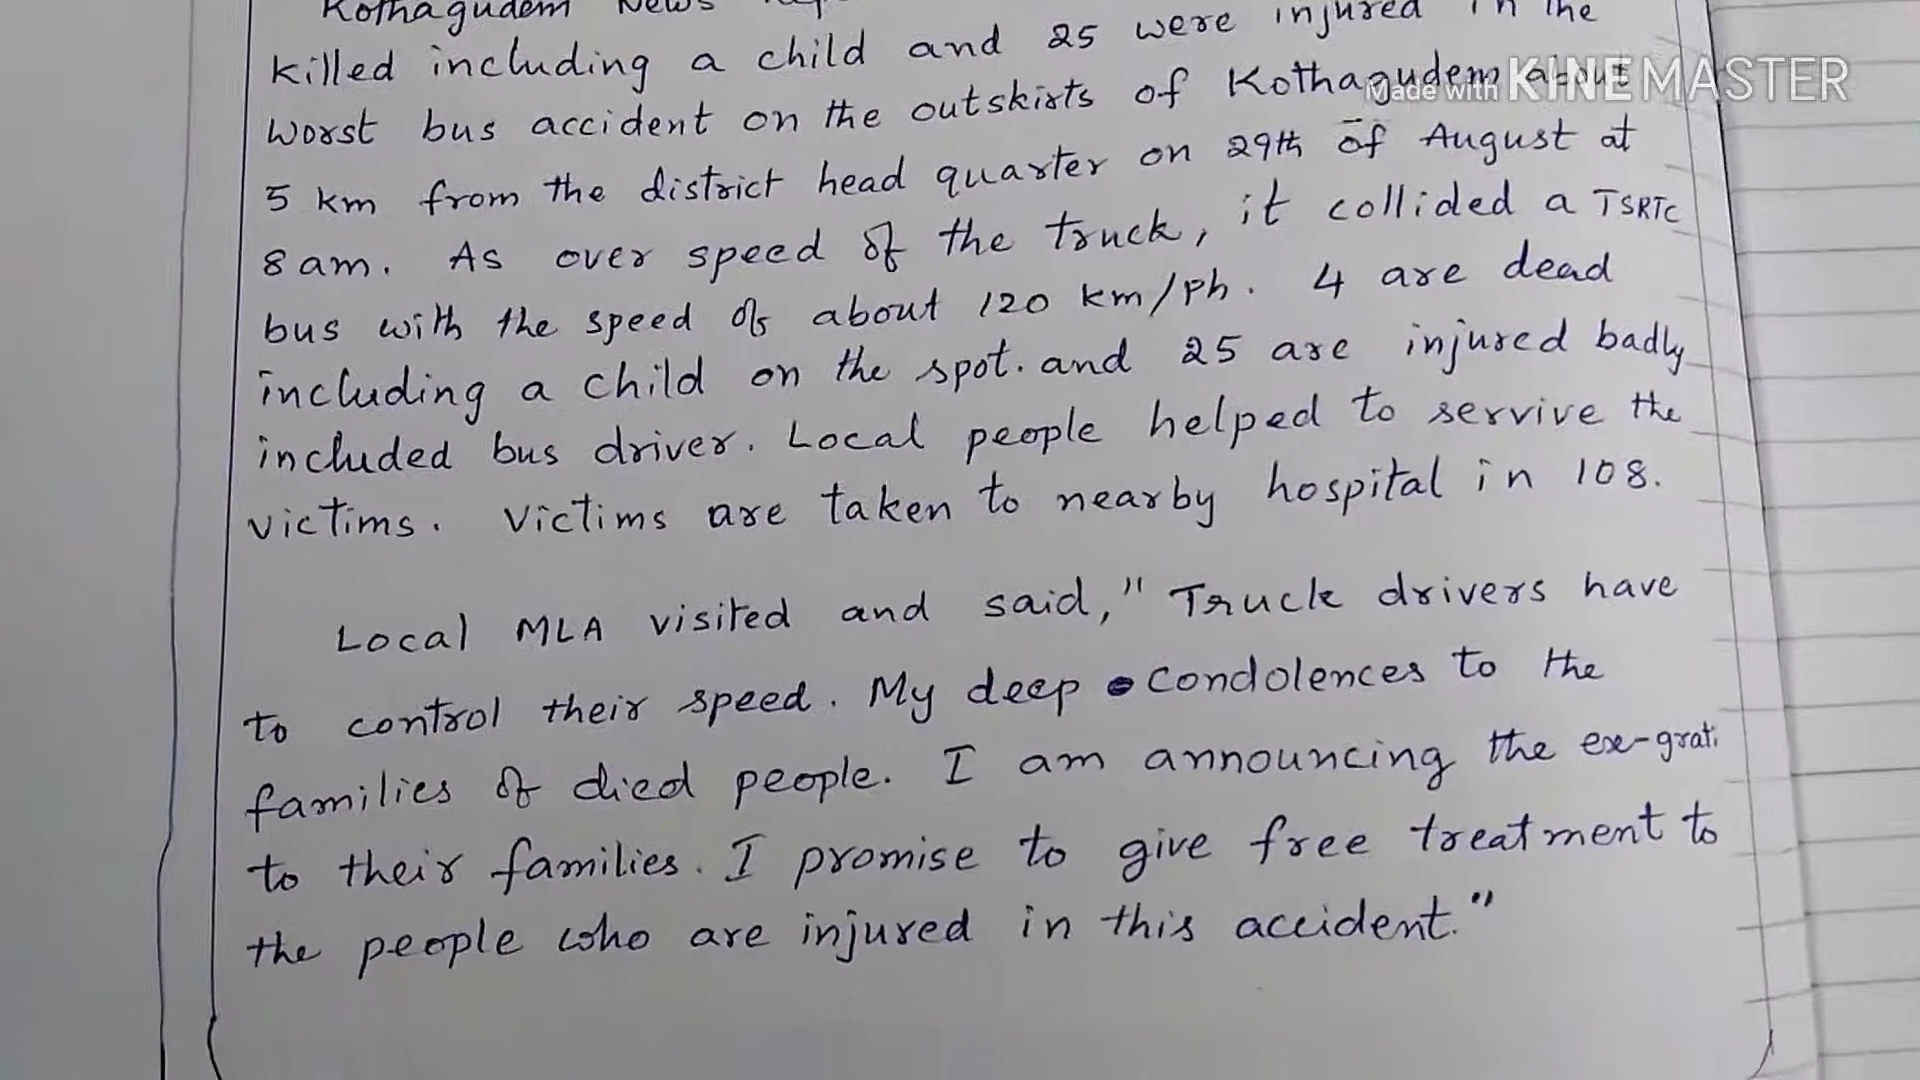 Kothagudem News
killed including a child and 25 were injured in the
worst bus accident on the outskirts of Kothagudem about
5 km from the district head quarter on 29th of August at
8 am. As over speed of the truck, it collided a TSRTC
bus with the speed of about 120 km/ph. 4 are dead
including a child on the spot. and 25 are injured badly
included bus driver. Local people helped to servive the
victims. Victims are taken to nearby hospital in 108.
Local MLA visited and said, "Truck drivers have
to control their speed. My deep condolences to the
families of died people. I am announcing the ex-grati
to their families. I promise to give free treatment to
the people who are injured in this accident."
Made with KINEMASTER